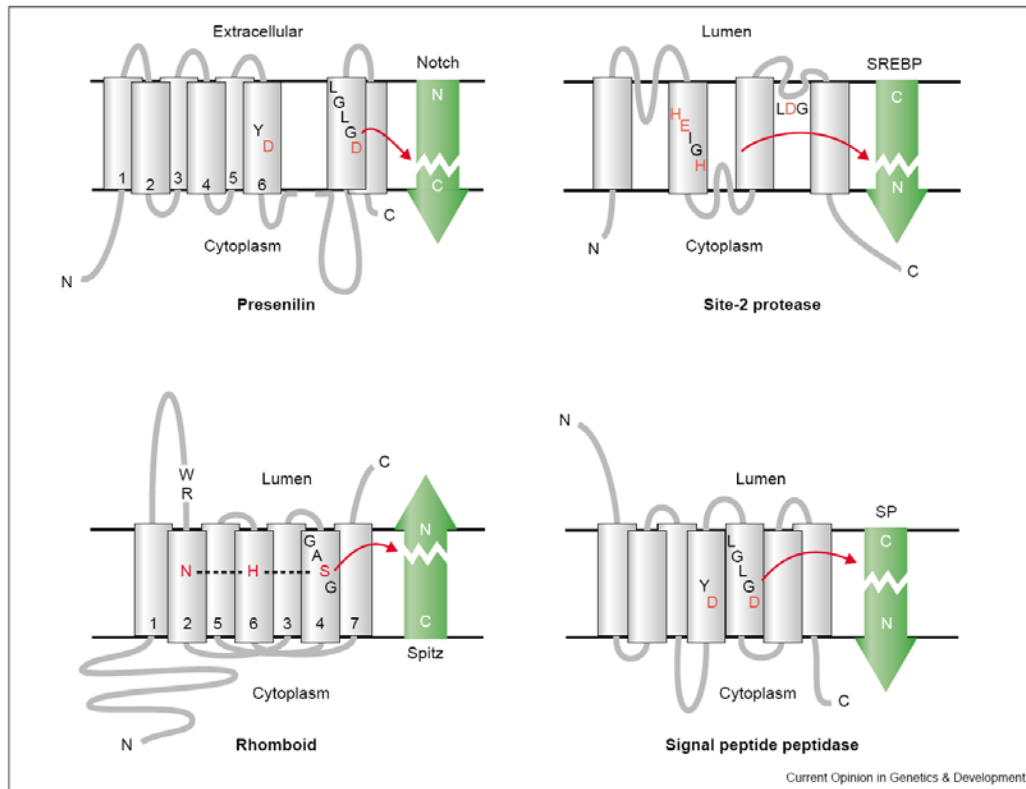 Extracellular
Notch
N
L
G
L
G
D
Y
D
C
1
2
3
4
5
6
C
Cytoplasm
N
Presenilin
Lumen
SREBP
C
H
E
I
G
H
LDG
N
N
Cytoplasm
C
Site-2 protease
N
W
R
Lumen
C
G
A
S
G
N
H
N
C
1
2
5
6
3
4
7
Spitz
Cytoplasm
N
Rhomboid
N
Lumen
SP
C
L
G
L
G
D
Y
D
N
Cytoplasm
C
Signal peptide peptidase
Current Opinion in Genetics & Development